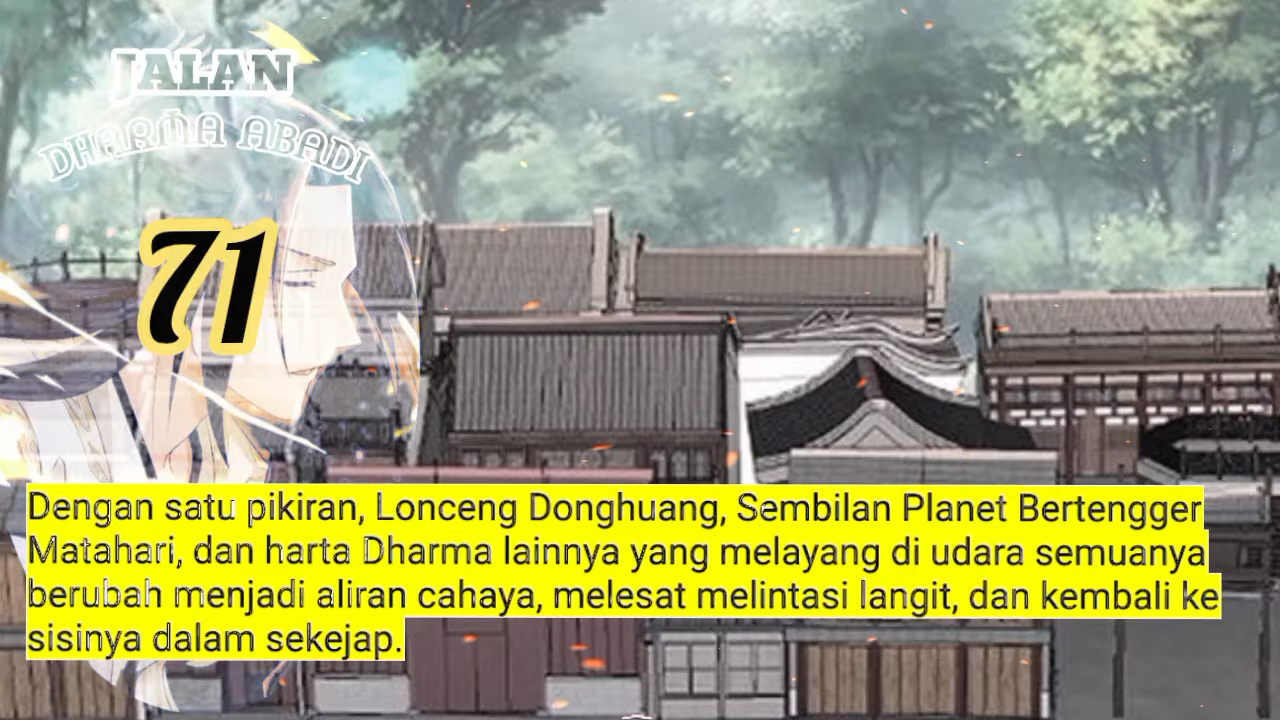 JALAN
DHARMA ABADI
71
Dengan satu pikiran, Lonceng Donghuang, Sembilan Planet Bertengger
Matahari, dan harta Dharma lainnya yang melayang di udara semuanya
berubah menjadi aliran cahaya, melesat melintasi langit, dan kembali ke
sisinya dalam sekejap.